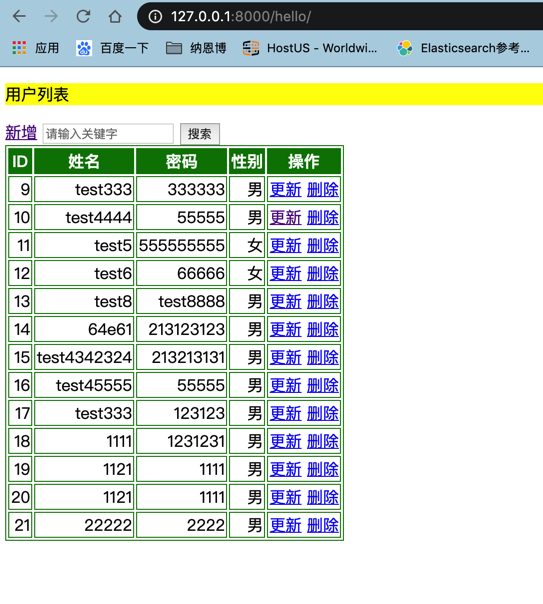 127.0.0.1:8000/hello/
应用 百度一下 纳恩博 HostUS - Worldwi... Elasticsearch参考...
用户列表
新增 请输入关键字 搜索
ID 姓名 密码 性别 操作
9 test333 333333 男 更新 删除
10 test4444 55555 男 更新 删除
11 test5 555555555 女 更新 删除
12 test6 66666 女 更新 删除
13 test8 test8888 男 更新 删除
14 64e61 213123123 男 更新 删除
15 test4342324 213213131 男 更新 删除
16 test45555 55555 男 更新 删除
17 test333 123123 男 更新 删除
18 1111 1231231 男 更新 删除
19 1121 1111 男 更新 删除
20 1121 1111 男 更新 删除
21 22222 2222 男 更新 删除